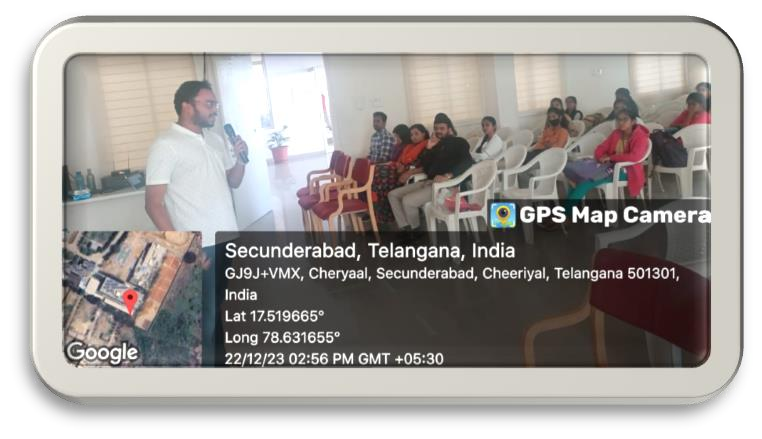 GPS Map Camera
Secunderabad, Telangana, India
GJ9J+VMX, Cheryaal, Secunderabad, Cheeriyal, Telangana 501301,
India
Lat 17.519665°
Long 78.631655°
22/12/23 02:56 PM GMT +05:30
Google